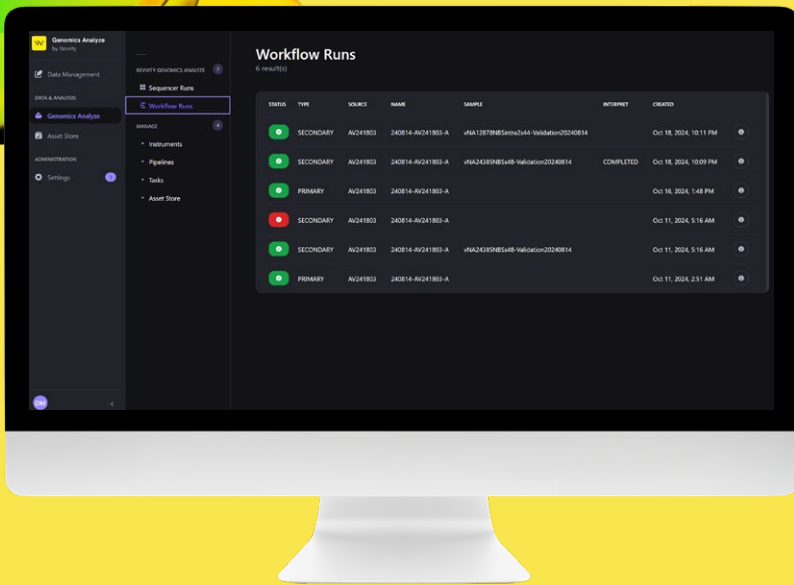 Genomics Analyze
by Revvity
Data Management
DATA & ANALYSIS
Genomics Analyze
Asset Store
ADMINISTRATION
Settings
DM
REVVITY GENOMICS ANALYZE 2
Sequencer Runs
Workflow Runs
MANAGE 4
Instruments
Pipelines
Tasks
Asset Store
Workflow Runs
6 result(s)
STATUS TYPE SOURCE NAME SAMPLE INTERPRET CREATED
SECONDARY AV241803 240814-AV241803-A Oct 18, 2024, 10:11 PM
SECONDARY AV241803 240814-AV241803-A vNA24385NBSs48-Validation20240814 COMPLETED Oct 18, 2024, 10:09 PM
PRIMARY AV241803 240814-AV241803-A Oct 16, 2024, 1:48 PM
SECONDARY AV241803 240814-AV241803-A Oct 11, 2024, 5:16 AM
SECONDARY AV241803 240814-AV241803-A vNA24385NBSs48-Validation20240814 Oct 11, 2024, 5:16 AM
PRIMARY AV241803 240814-AV241803-A Oct 11, 2024, 2:51 AM